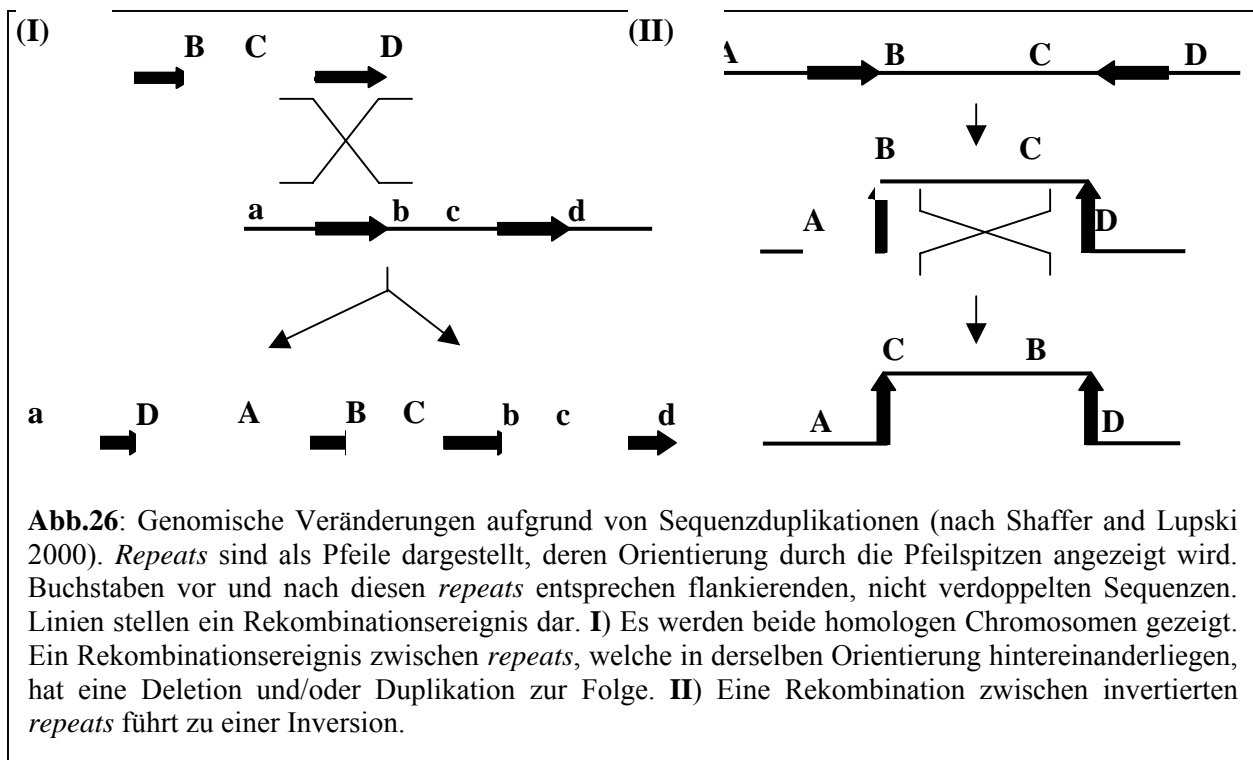 (I)
B C D
a b c d
a D A B C b c d
(II)
A B C D
B C
A D
C B
A D
Abb.26: Genomische Veränderungen aufgrund von Sequenzduplikationen (nach Shaffer and Lupski
2000). Repeats sind als Pfeile dargestellt, deren Orientierung durch die Pfeilspitzen angezeigt wird.
Buchstaben vor und nach diesen repeats entsprechen flankierenden, nicht verdoppelten Sequenzen.
Linien stellen ein Rekombinationsereignis dar. I) Es werden beide homologen Chromosomen gezeigt.
Ein Rekombinationsereignis zwischen repeats, welche in derselben Orientierung hintereinanderliegen,
hat eine Deletion und/oder Duplikation zur Folge. II) Eine Rekombination zwischen invertierten
repeats führt zu einer Inversion.